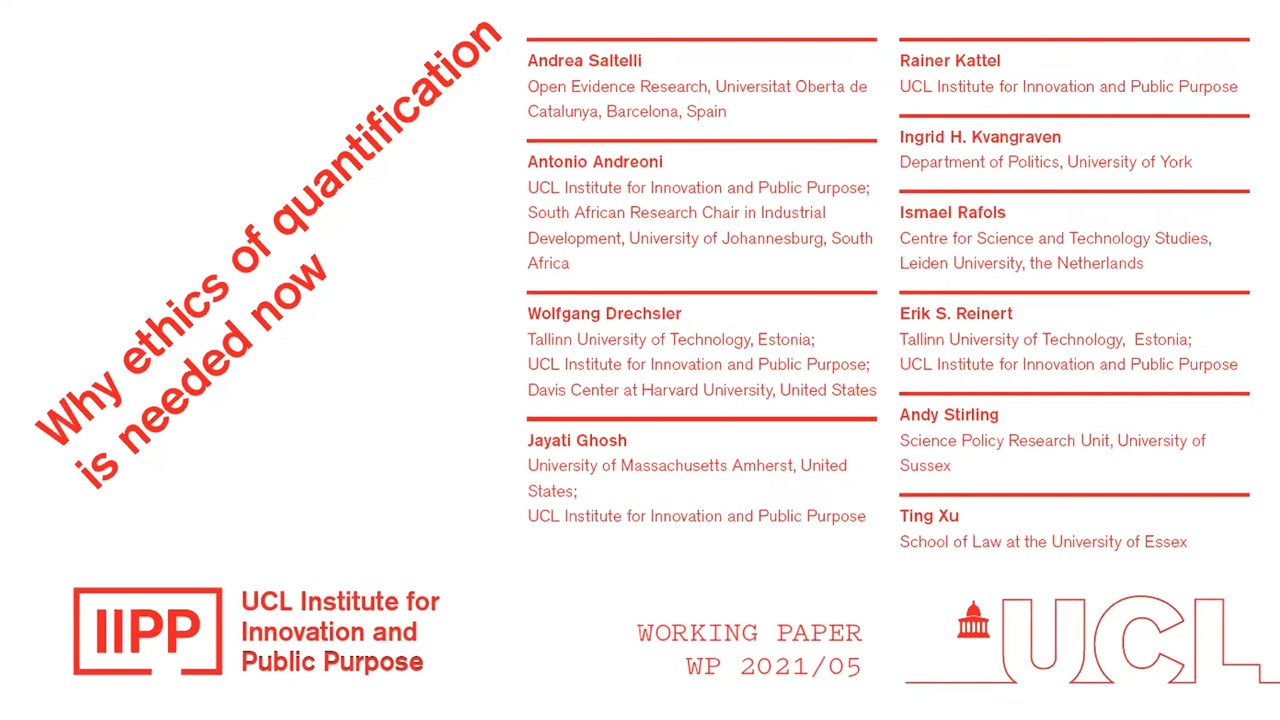 Why ethics of quantification
is needed now
Andrea Saltelli
Open Evidence Research, Universitat Oberta de
Catalunya, Barcelona, Spain
Antonio Andreoni
UCL Institute for Innovation and Public Purpose;
South African Research Chair in Industrial
Development, University of Johannesburg, South
Africa
Wolfgang Drechsler
Tallinn University of Technology, Estonia;
UCL Institute for Innovation and Public Purpose;
Davis Center at Harvard University, United States
Jayati Ghosh
University of Massachusetts Amherst, United
States;
UCL Institute for Innovation and Public Purpose
Rainer Kattel
UCL Institute for Innovation and Public Purpose
Ingrid H. Kvangraven
Department of Politics, University of York
Ismael Rafols
Centre for Science and Technology Studies,
Leiden University, the Netherlands
Erik S. Reinert
Tallinn University of Technology, Estonia;
UCL Institute for Innovation and Public Purpose
Andy Stirling
Science Policy Research Unit, University of
Sussex
Ting Xu
School of Law at the University of Essex
IIPP
UCL Institute for
Innovation and
Public Purpose
WORKING PAPER
WP 2021/05
UCL